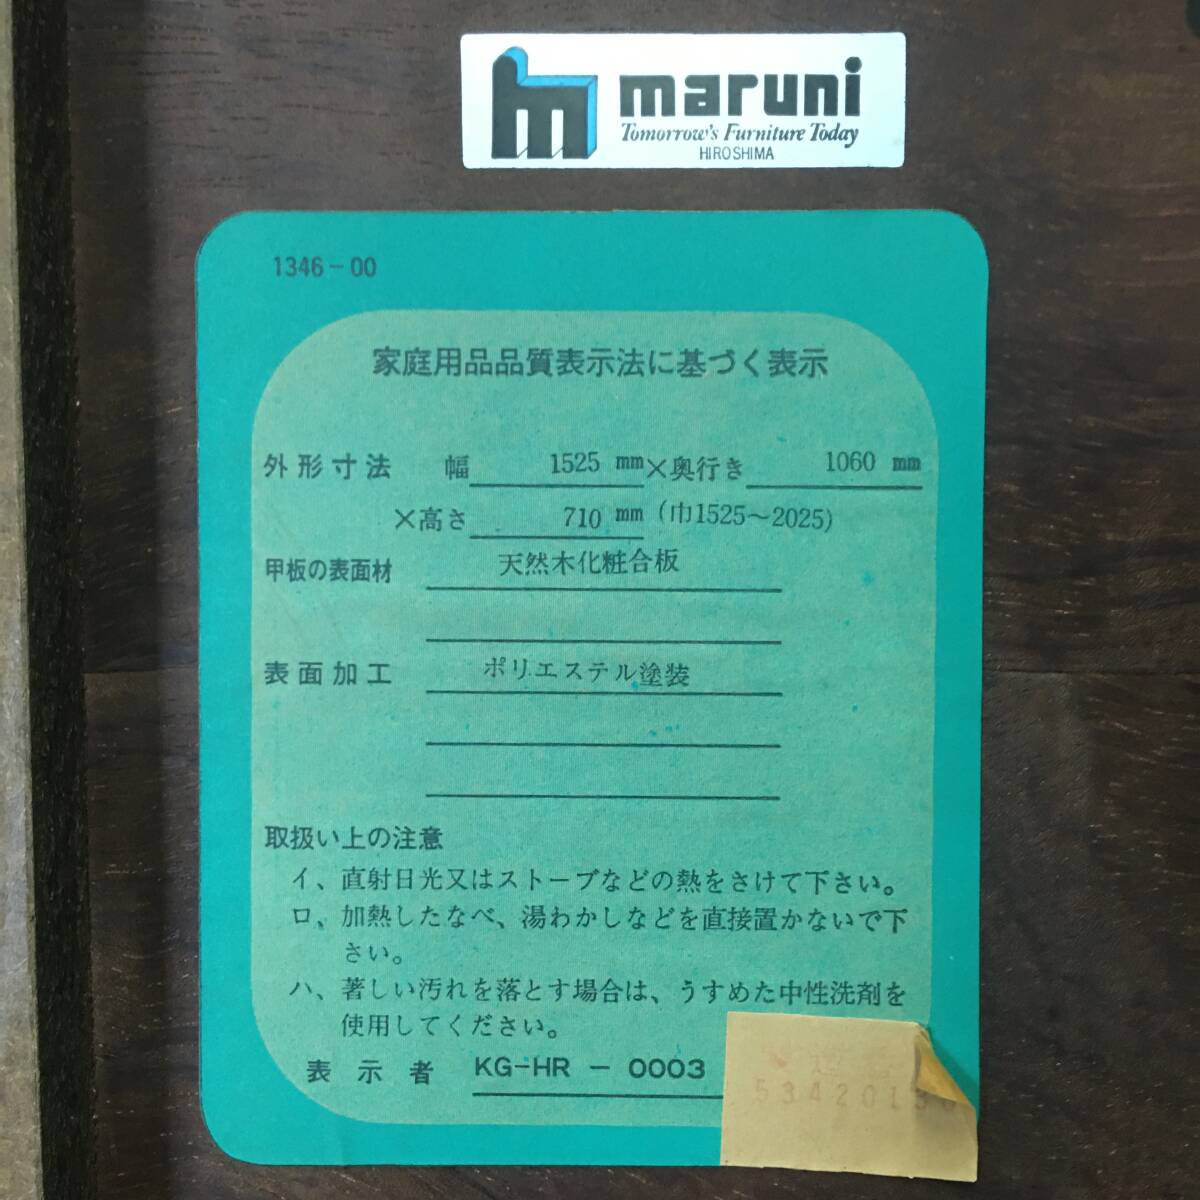 maruni
Tomorrow's Furniture Today
HIROSHIMA
1346-00
家庭用品品質表示法に基づく表示
外形寸法 幅 1525 mm×奥行き 1060 mm
×高さ 710 mm (巾1525~2025)
甲板の表面材 天然木化粧合板
表面加工 ポリエステル塗装
取扱い上の注意
イ、直射日光又はストーブなどの熱をさけて下さい。
ロ、加熱したなべ、湯わかしなどを直接置かないで下
さい。
ハ、著しい汚れを落とす場合は、うすめた中性洗剤を
使用してください。
表示者 KG-HR-0003